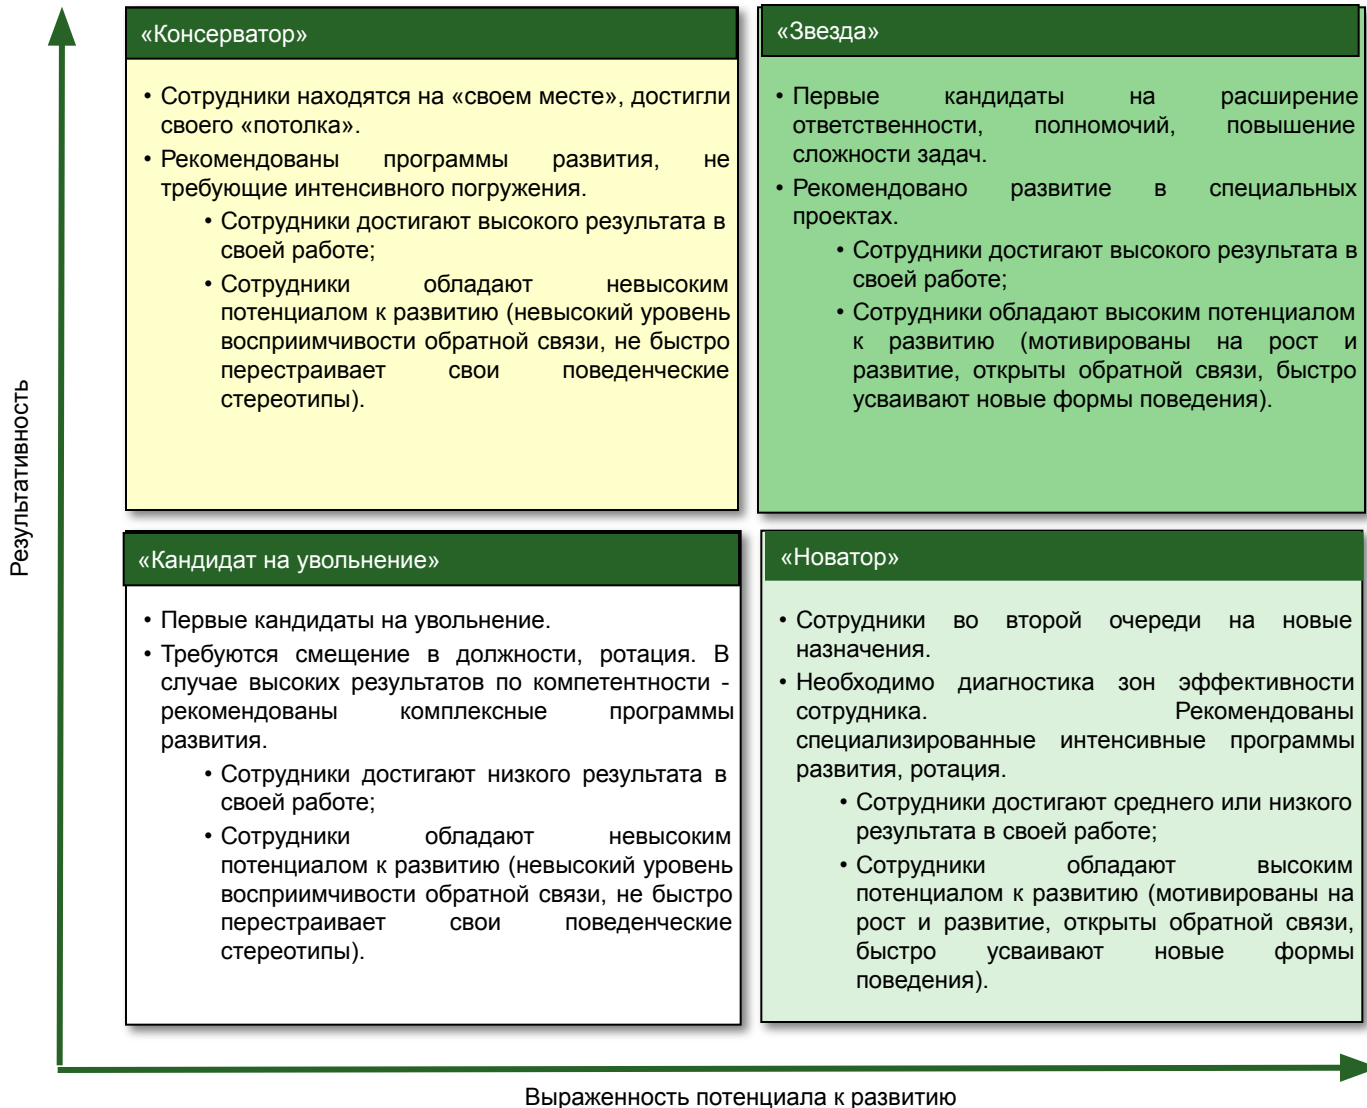 Результативность
«Консерватор»
• Сотрудники находятся на «своем месте», достигли
своего «потолка».
• Рекомендованы программы развития, не
требующие интенсивного погружения.
• Сотрудники достигают высокого результата в
своей работе;
• Сотрудники обладают невысоким
потенциалом к развитию (невысокий уровень
восприимчивости обратной связи, не быстро
перестраивает свои поведенческие
стереотипы).
«Звезда»
• Первые кандидаты на расширение
ответственности, полномочий, повышение
сложности задач.
• Рекомендовано развитие в специальных
проектах.
• Сотрудники достигают высокого результата в
своей работе;
• Сотрудники обладают высоким потенциалом
к развитию (мотивированы на рост и
развитие, открыты обратной связи, быстро
усваивают новые формы поведения).
«Кандидат на увольнение»
• Первые кандидаты на увольнение.
• Требуются смещение в должности, ротация. В
случае высоких результатов по компетентности -
рекомендованы комплексные программы
развития.
• Сотрудники достигают низкого результата в
своей работе;
• Сотрудники обладают невысоким
потенциалом к развитию (невысокий уровень
восприимчивости обратной связи, не быстро
перестраивает свои поведенческие
стереотипы).
«Новатор»
• Сотрудники во второй очереди на новые
назначения.
• Необходимо диагностика зон эффективности
сотрудника. Рекомендованы
специализированные интенсивные программы
развития, ротация.
• Сотрудники достигают среднего или низкого
результата в своей работе;
• Сотрудники обладают высоким
потенциалом к развитию (мотивированы на
рост и развитие, открыты обратной связи,
быстро усваивают новые формы
поведения).
Выраженность потенциала к развитию